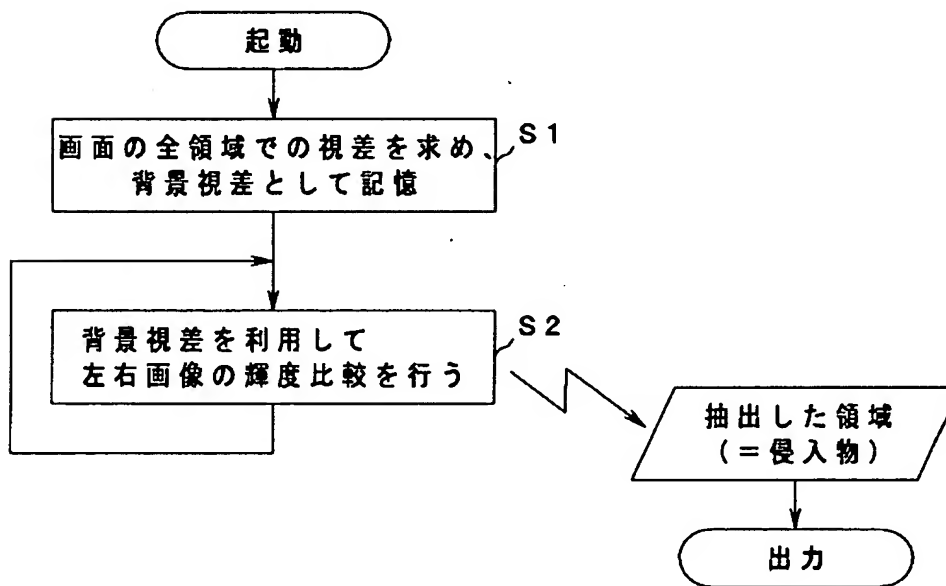 起動
画面の全領域での視差を求め、
背景視差として記憶
S1
背景視差を利用して
左右画像の輝度比較を行う
S2
抽出した領域
(=侵入物)
出力